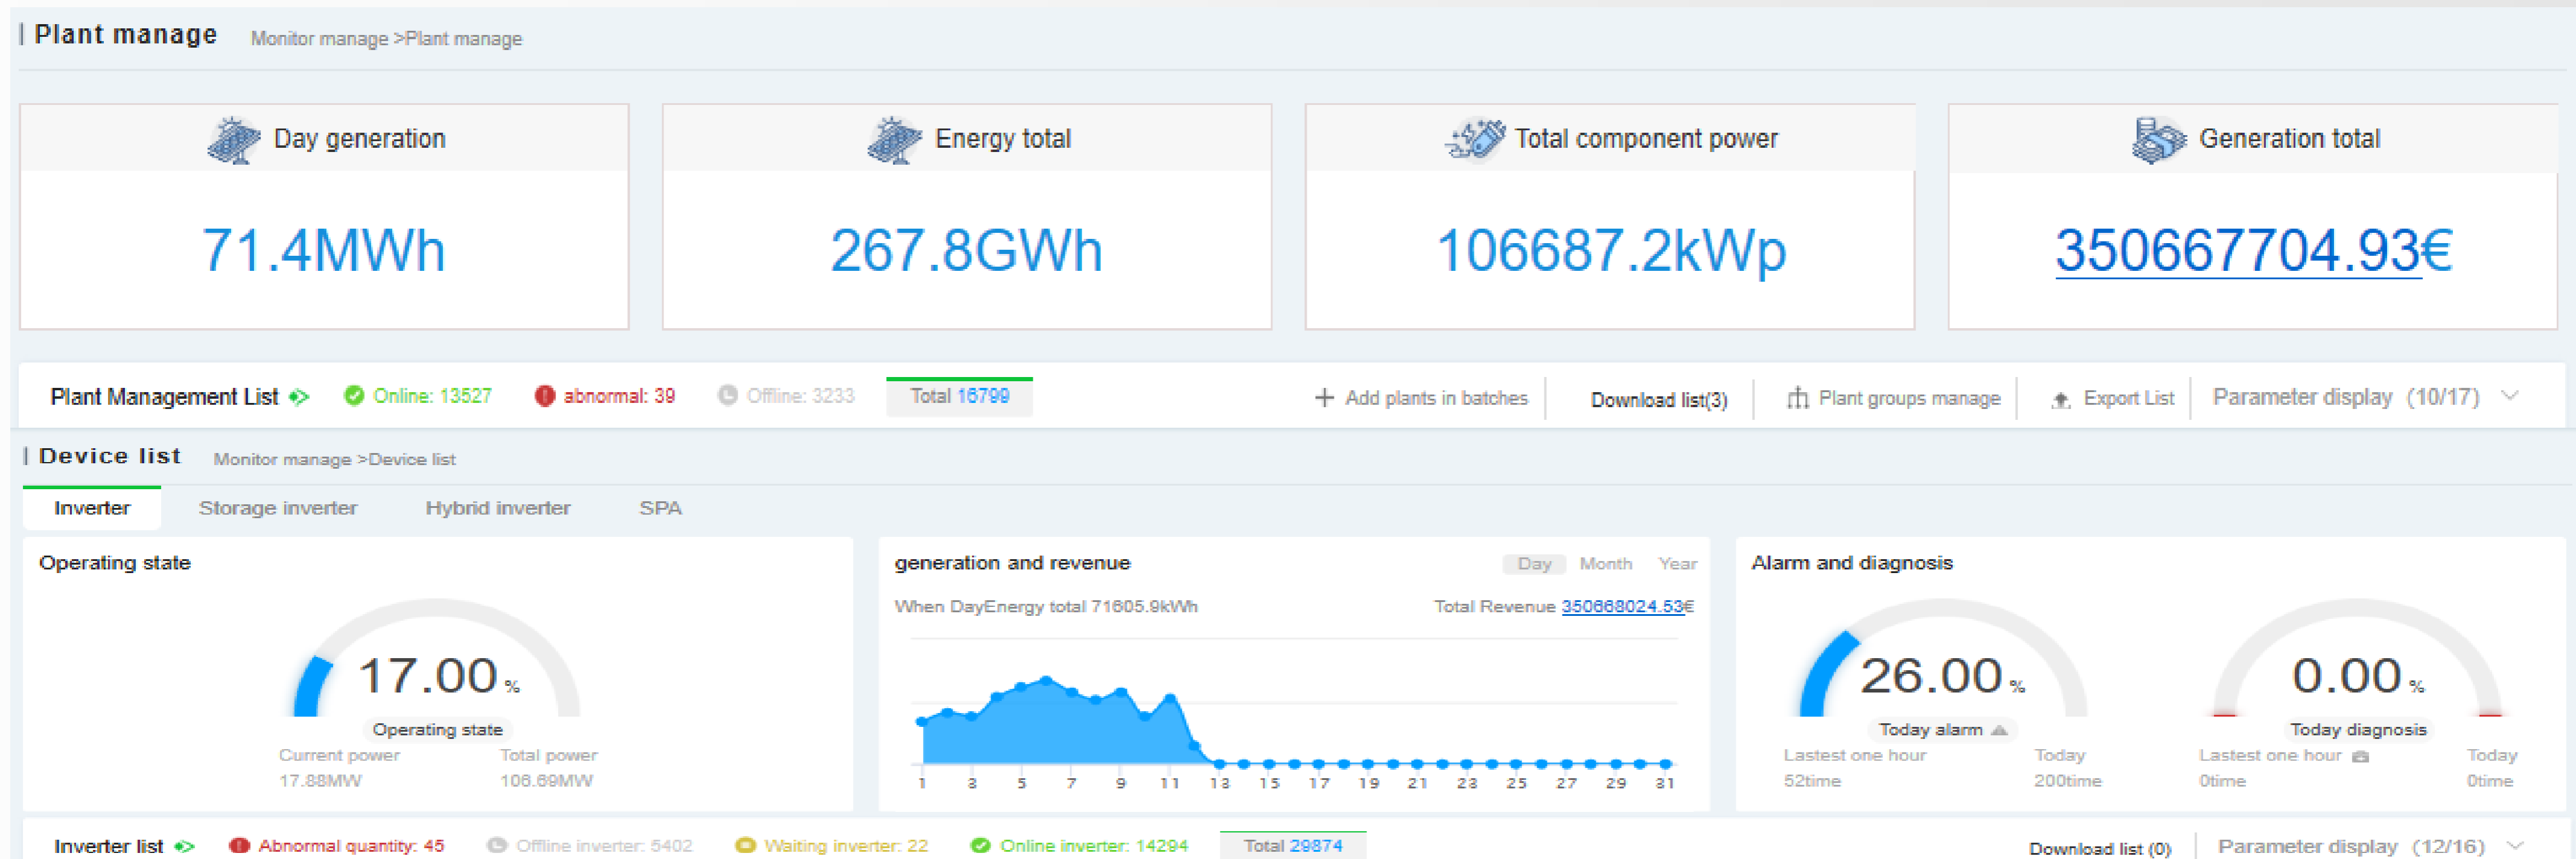 Plant manage Monitor manage >Plant manage
Day generation
71.4MWh
Energy total
267.8GWh
Total component power
106687.2kWp
Generation total
350667704.93€
Plant Management List Online: 13527 abnormal: 39 Offline: 3233 Total 16799 Add plants in batches Download list(3) Plant groups manage Export List Parameter display (10/17)
Device list Monitor manage >Device list
Inverter Storage inverter Hybrid inverter SPA
Operating state
17.00 %
Operating state
Current power Total power
17.88MW 106.69MW
generation and revenue Day Month Year
When DayEnergy total 71605.9kWh Total Revenue 350668024.53€
1 3 5 7 9 11 13 15 17 19 21 23 25 27 29 31
Alarm and diagnosis
26.00 %
Today alarm
Lastest one hour Today
52time 200time
0.00 %
Today diagnosis
Lastest one hour Today
0time 0time
Inverter list Abnormal quantity: 45 Offline inverter: 5402 Waiting inverter: 22 Online inverter: 14294 Total 29874 Download list (0) Parameter display (12/16)